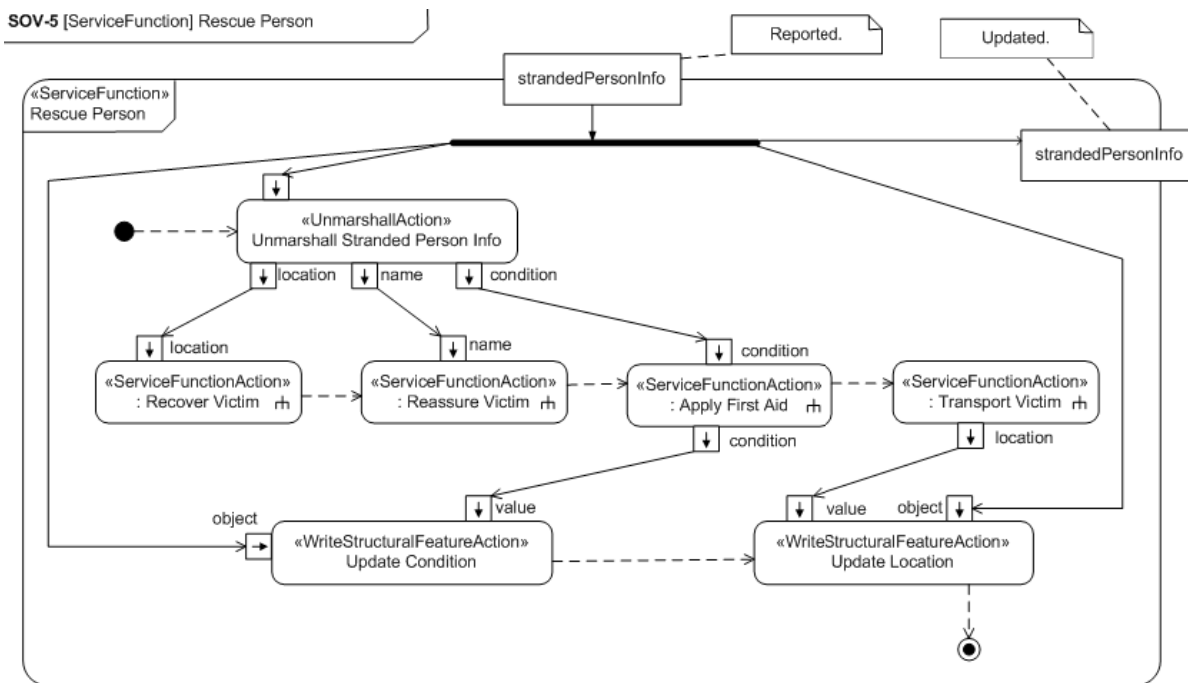 SOV-5 [ServiceFunction] Rescue Person
Reported.
Updated.
strandedPersonInfo
«ServiceFunction»
Rescue Person
strandedPersonInfo
«UnmarshallAction»
Unmarshall Stranded Person Info
location
name
condition
location
name
condition
«ServiceFunctionAction»
: Recover Victim
«ServiceFunctionAction»
: Reassure Victim
«ServiceFunctionAction»
: Apply First Aid
«ServiceFunctionAction»
: Transport Victim
condition
location
object
value
value
object
«WriteStructuralFeatureAction»
Update Condition
«WriteStructuralFeatureAction»
Update Location